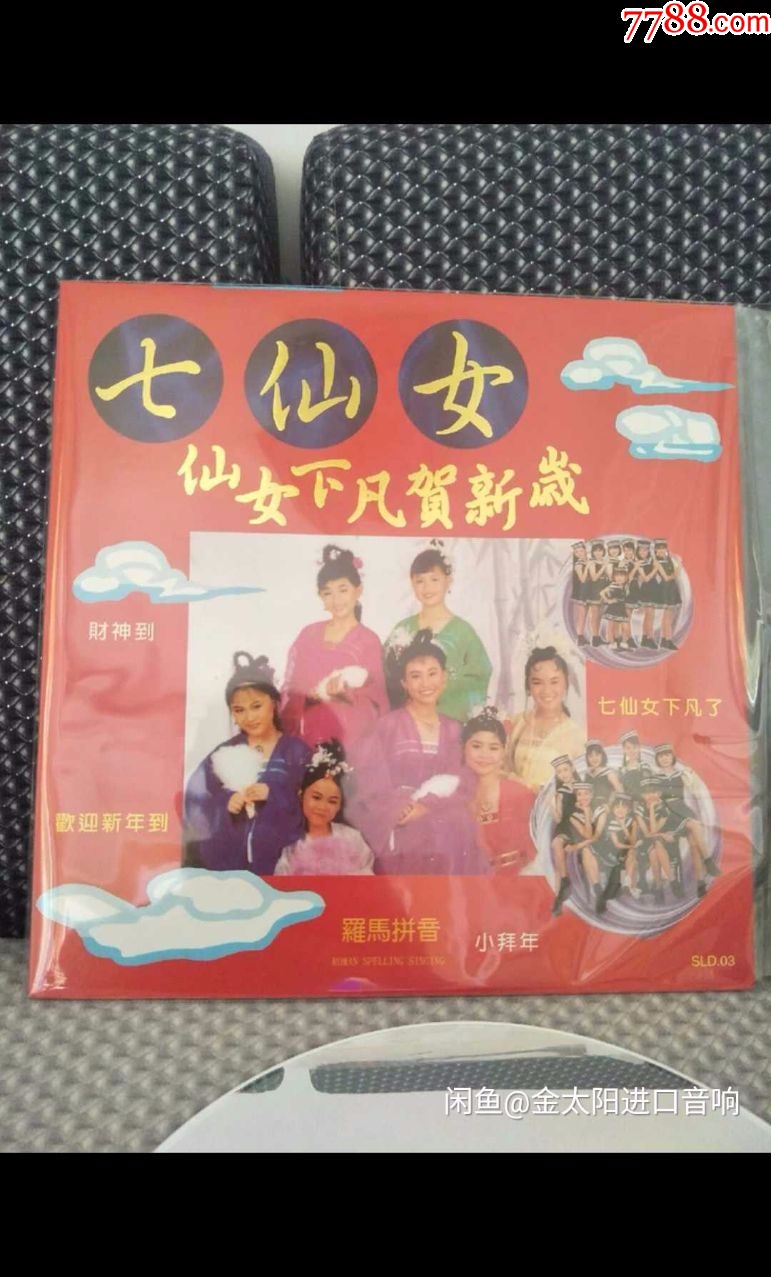 7788.com
七仙女
仙女下凡賀新歲
財神到
七仙女下凡了
歡迎新年到
羅馬拼音
小拜年
SPELLING SINGING
SLD.03
闲鱼@金太阳进口音响